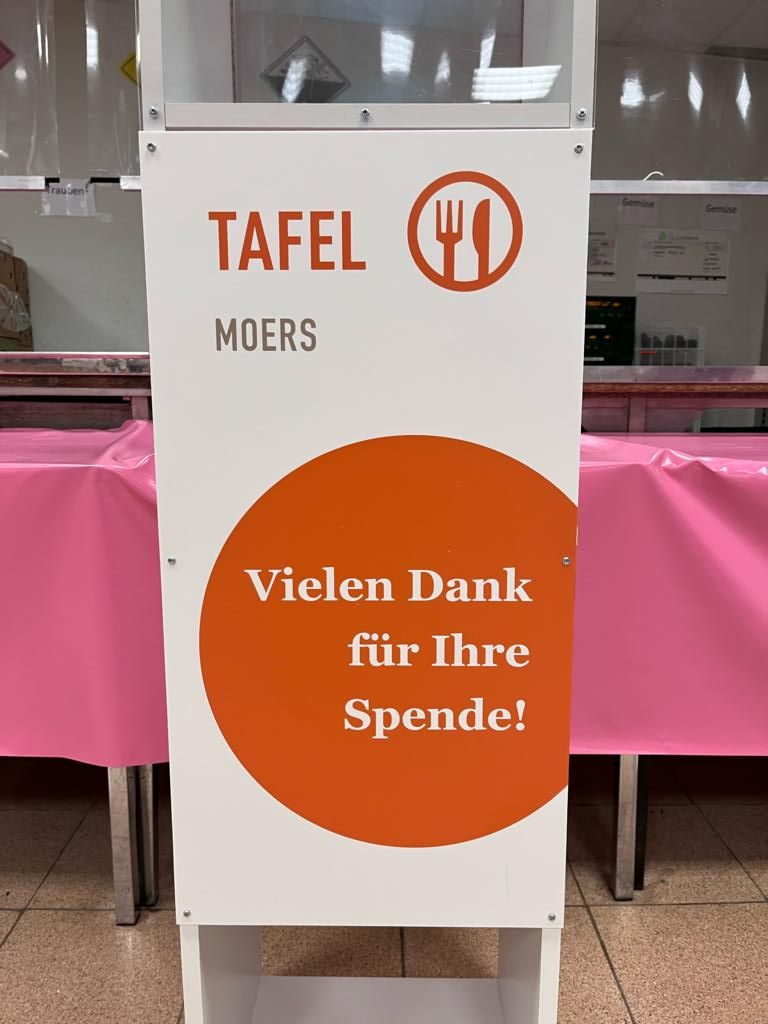 Trauben
Gemüse
Gemüse
TAFEL
MOERS
Vielen Dank
für Ihre
Spende!